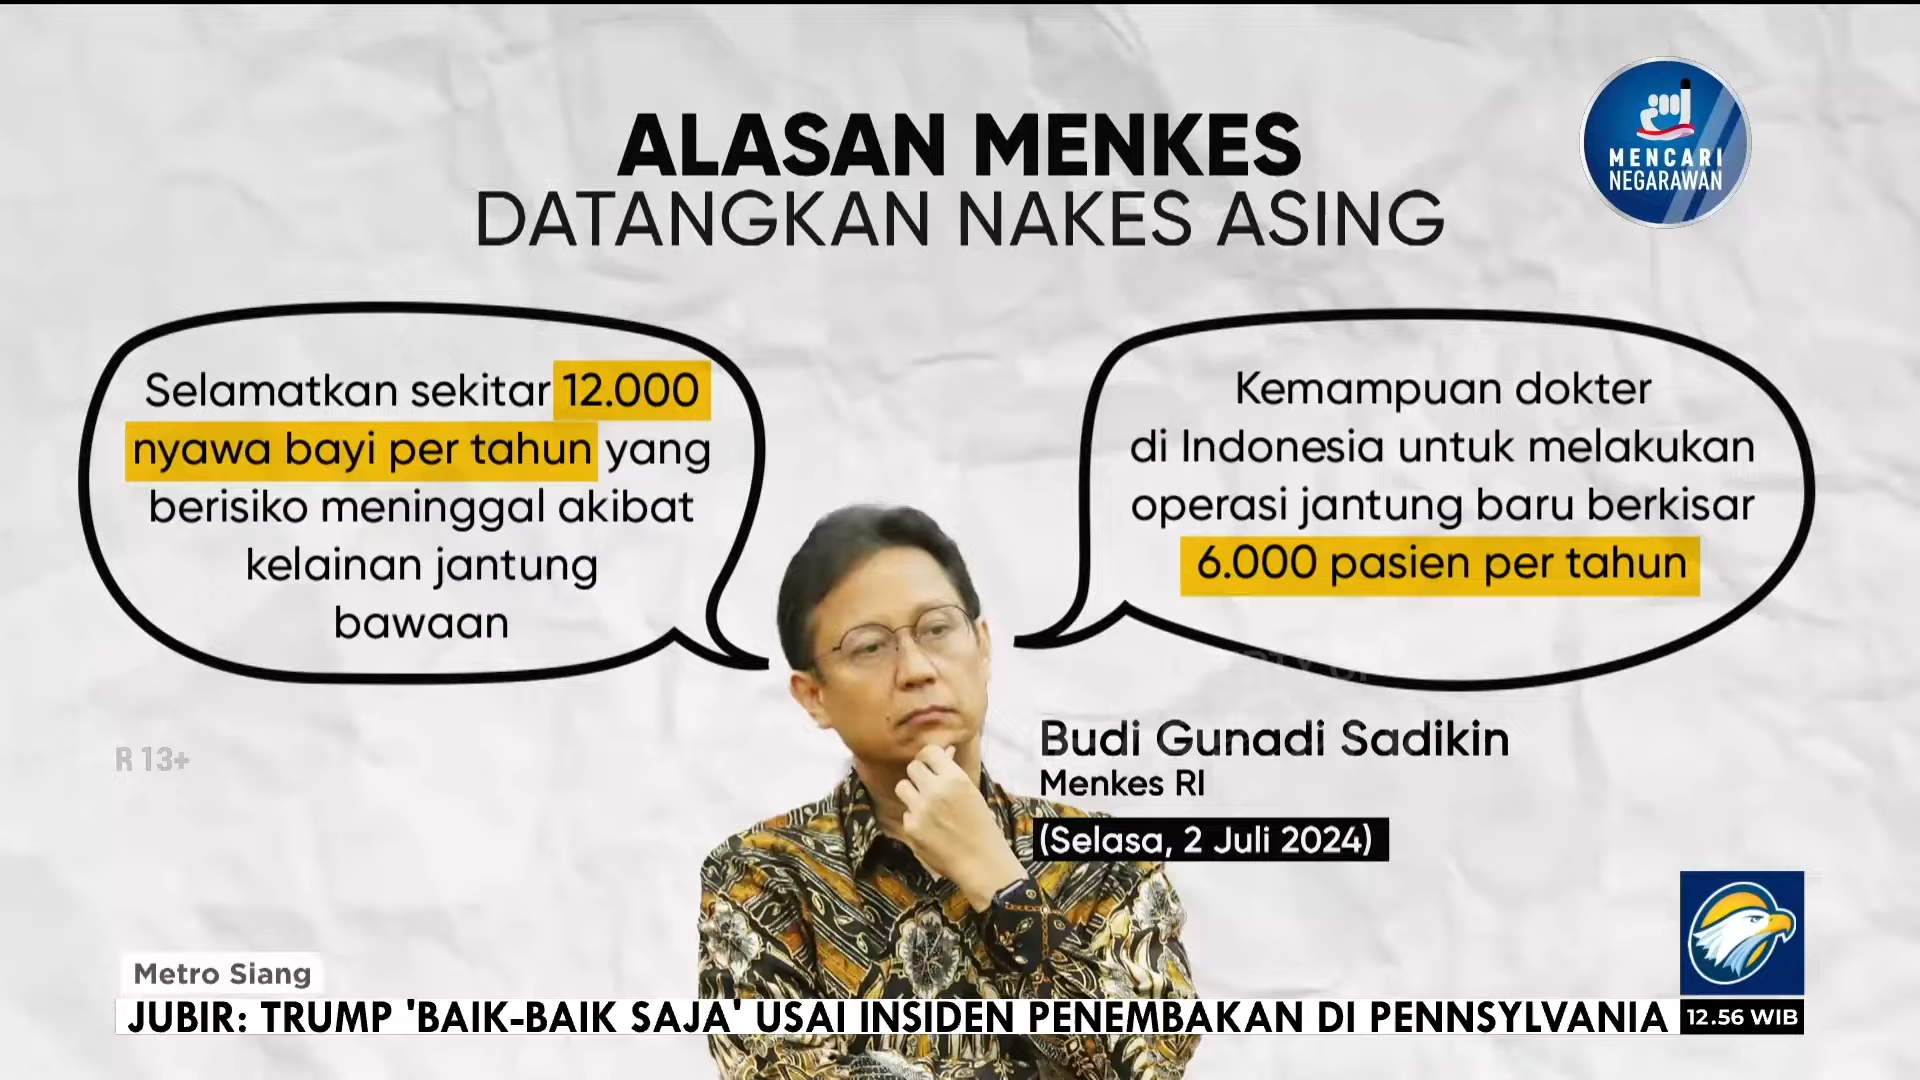 ALASAN MENKES
DATANGKAN NAKES ASING
MENCARI
NEGARAWAN
Selamatkan sekitar 12.000
nyawa bayi per tahun yang
berisiko meninggal akibat
kelainan jantung
bawaan
Kemampuan dokter
di Indonesia untuk melakukan
operasi jantung baru berkisar
6.000 pasien per tahun
Budi Gunadi Sadikin
Menkes RI
(Selasa, 2 Juli 2024)
R 13+
Metro Siang
JUBIR: TRUMP 'BAIK-BAIK SAJA' USAI INSIDEN PENEMBAKAN DI PENNSYLVANIA
12.56 WIB